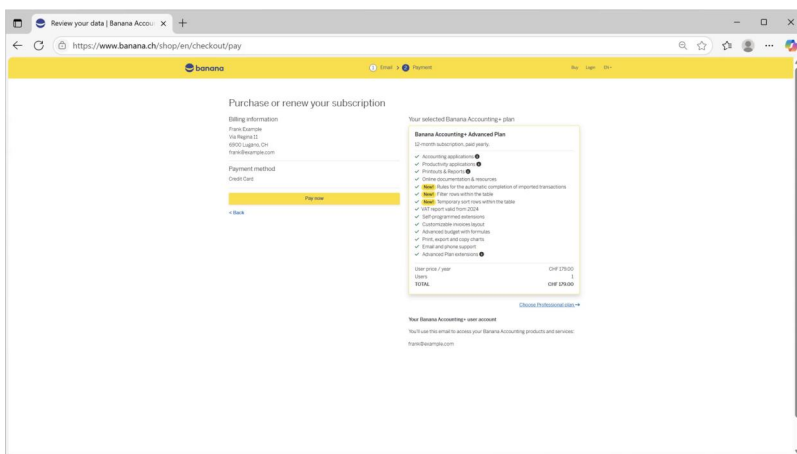 Review your data | Banana Accou
https://www.banana.ch/shop/en/checkout/pay
banana
1 Email > 2 Payment
Buy Login EN
Purchase or renew your subscription
Billing information
Frank Example
Via Regina 11
6900 Lugano, CH
frank@example.com
Payment method
Credit Card
Pay now
< Back
Your selected Banana Accounting+ plan
Banana Accounting+ Advanced Plan
12-month subscription, paid yearly.
✓ Accounting applications
✓ Productivity applications
✓ Printouts & Reports
✓ Online documentation & resources
✓ New! Rules for the automatic completion of imported transactions
✓ New! Filter rows within the table
✓ New! Temporary sort rows within the table
✓ VAT report valid from 2024
✓ Self-programmed extensions
✓ Customizable invoices layout
✓ Advanced budget with formulas
✓ Print, export and copy charts
✓ Email and phone support
✓ Advanced Plan extensions
User price / year CHF 179.00
Users 1
TOTAL CHF 179.00
Choose Professional plan →
Your Banana Accounting+ user account
You'll use this email to access your Banana Accounting products and services:
frank@example.com